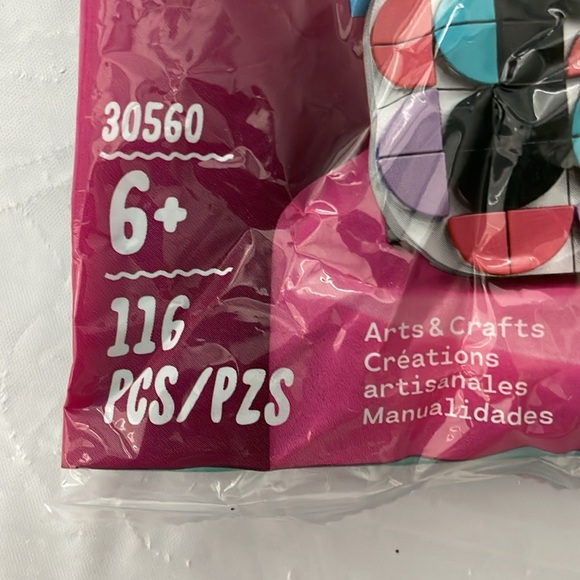 30560
6+
116
PCS/PZS
Arts & Crafts
Créations
artisanales
Manualidades